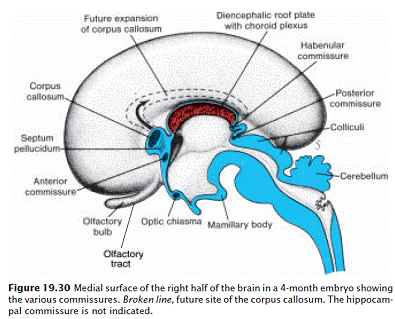 Future expansion
of corpus callosum
Diencephalic roof plate
with choroid plexus
Habenular
commissure
Corpus
callosum
Posterior
commissure
Septum
pellucidum
Colliculi
Anterior
commissure
Cerebellum
Olfactory
bulb
Optic chiasma
Mamillary body
Olfactory
tract
Figure 19.30 Medial surface of the right half of the brain in a 4-month embryo showing
the various commissures. Broken line, future site of the corpus callosum. The hippocam-
pal commissure is not indicated.